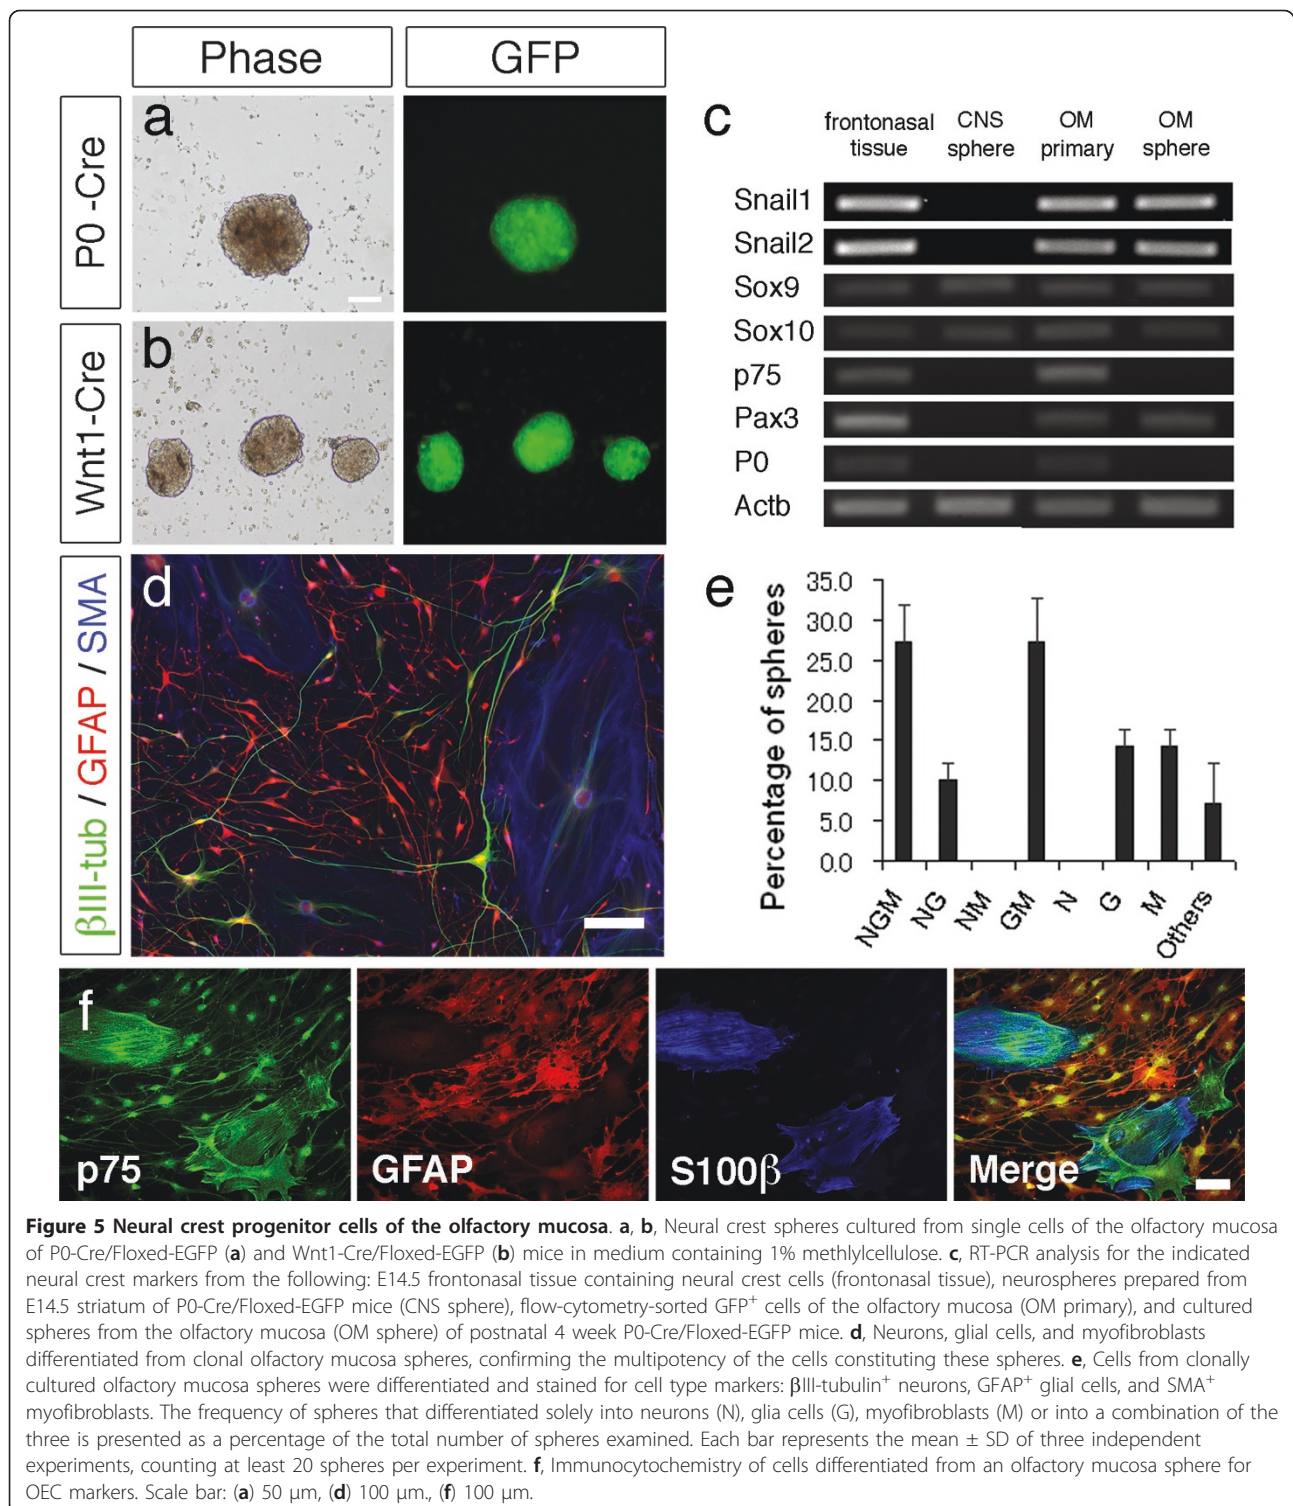 Phase GFP
P0 -Cre
a
Wnt1-Cre
b
c
frontonasal tissue
CNS sphere
OM primary
OM sphere
Snail1
Snail2
Sox9
Sox10
p75
Pax3
P0
Actb
βIII-tub / GFAP / SMA
d
e
Percentage of spheres
35.0
30.0
25.0
20.0
15.0
10.0
5.0
0.0
NGM NG NM GM N G M Others
f
p75 GFAP S100β Merge
Figure 5 Neural crest progenitor cells of the olfactory mucosa. a, b, Neural crest spheres cultured from single cells of the olfactory mucosa
of P0-Cre/Floxed-EGFP (a) and Wnt1-Cre/Floxed-EGFP (b) mice in medium containing 1% methlylcellulose. c, RT-PCR analysis for the indicated
neural crest markers from the following: E14.5 frontonasal tissue containing neural crest cells (frontonasal tissue), neurospheres prepared from
E14.5 striatum of P0-Cre/Floxed-EGFP mice (CNS sphere), flow-cytometry-sorted GFP+ cells of the olfactory mucosa (OM primary), and cultured
spheres from the olfactory mucosa (OM sphere) of postnatal 4 week P0-Cre/Floxed-EGFP mice. d, Neurons, glial cells, and myofibroblasts
differentiated from clonal olfactory mucosa spheres, confirming the multipotency of the cells constituting these spheres. e, Cells from clonally
cultured olfactory mucosa spheres were differentiated and stained for cell type markers: βIII-tubulin+ neurons, GFAP+ glial cells, and SMA+
myofibroblasts. The frequency of spheres that differentiated solely into neurons (N), glia cells (G), myofibroblasts (M) or into a combination of the
three is presented as a percentage of the total number of spheres examined. Each bar represents the mean ± SD of three independent
experiments, counting at least 20 spheres per experiment. f, Immunocytochemistry of cells differentiated from an olfactory mucosa sphere for
OEC markers. Scale bar: (a) 50 μm, (d) 100 μm., (f) 100 μm.